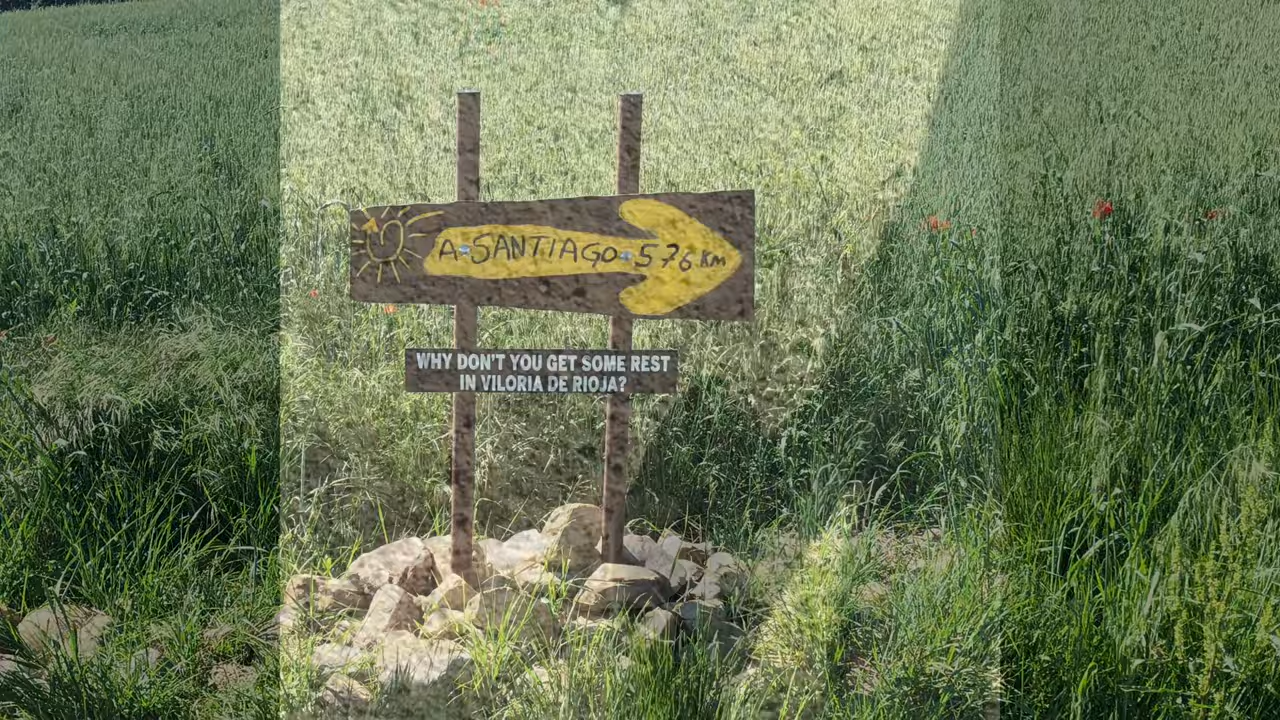 A SANTIAGO 576 KM
WHY DON'T YOU GET SOME REST
IN VILORIA DE RIOJA?